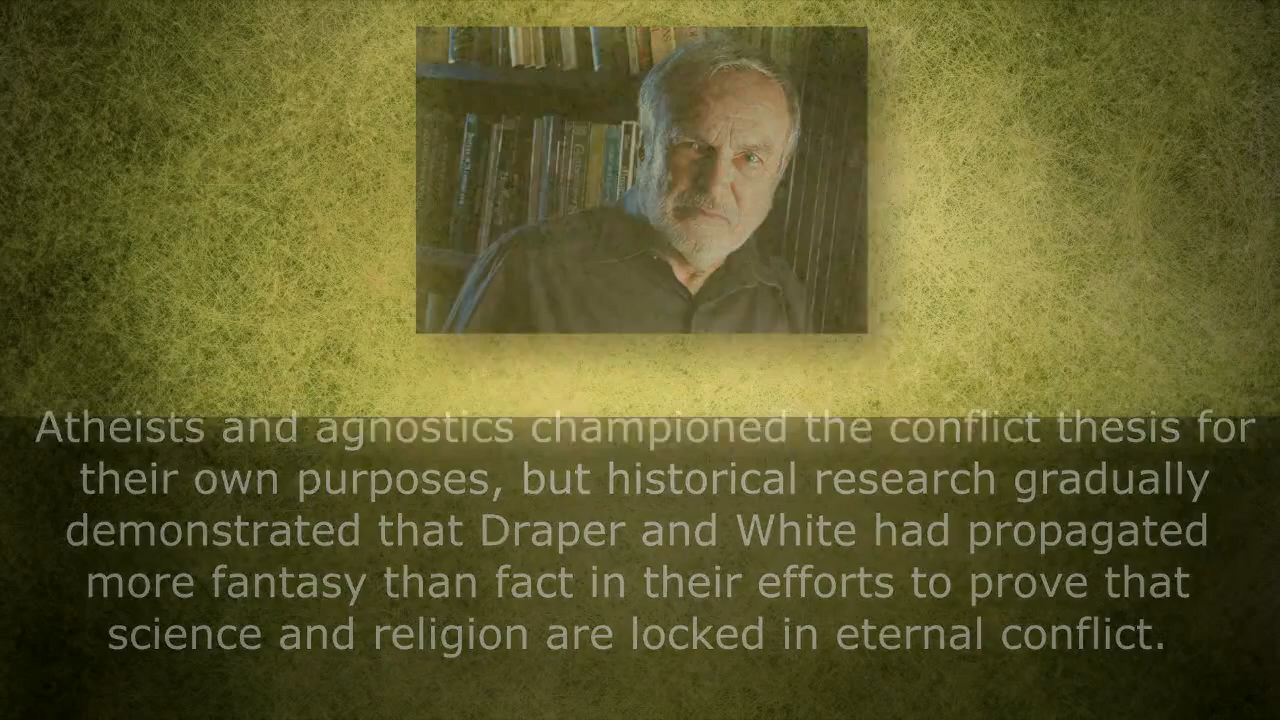 Atheists and agnostics championed the conflict thesis for
their own purposes, but historical research gradually
demonstrated that Draper and White had propagated
more fantasy than fact in their efforts to prove that
science and religion are locked in eternal conflict.